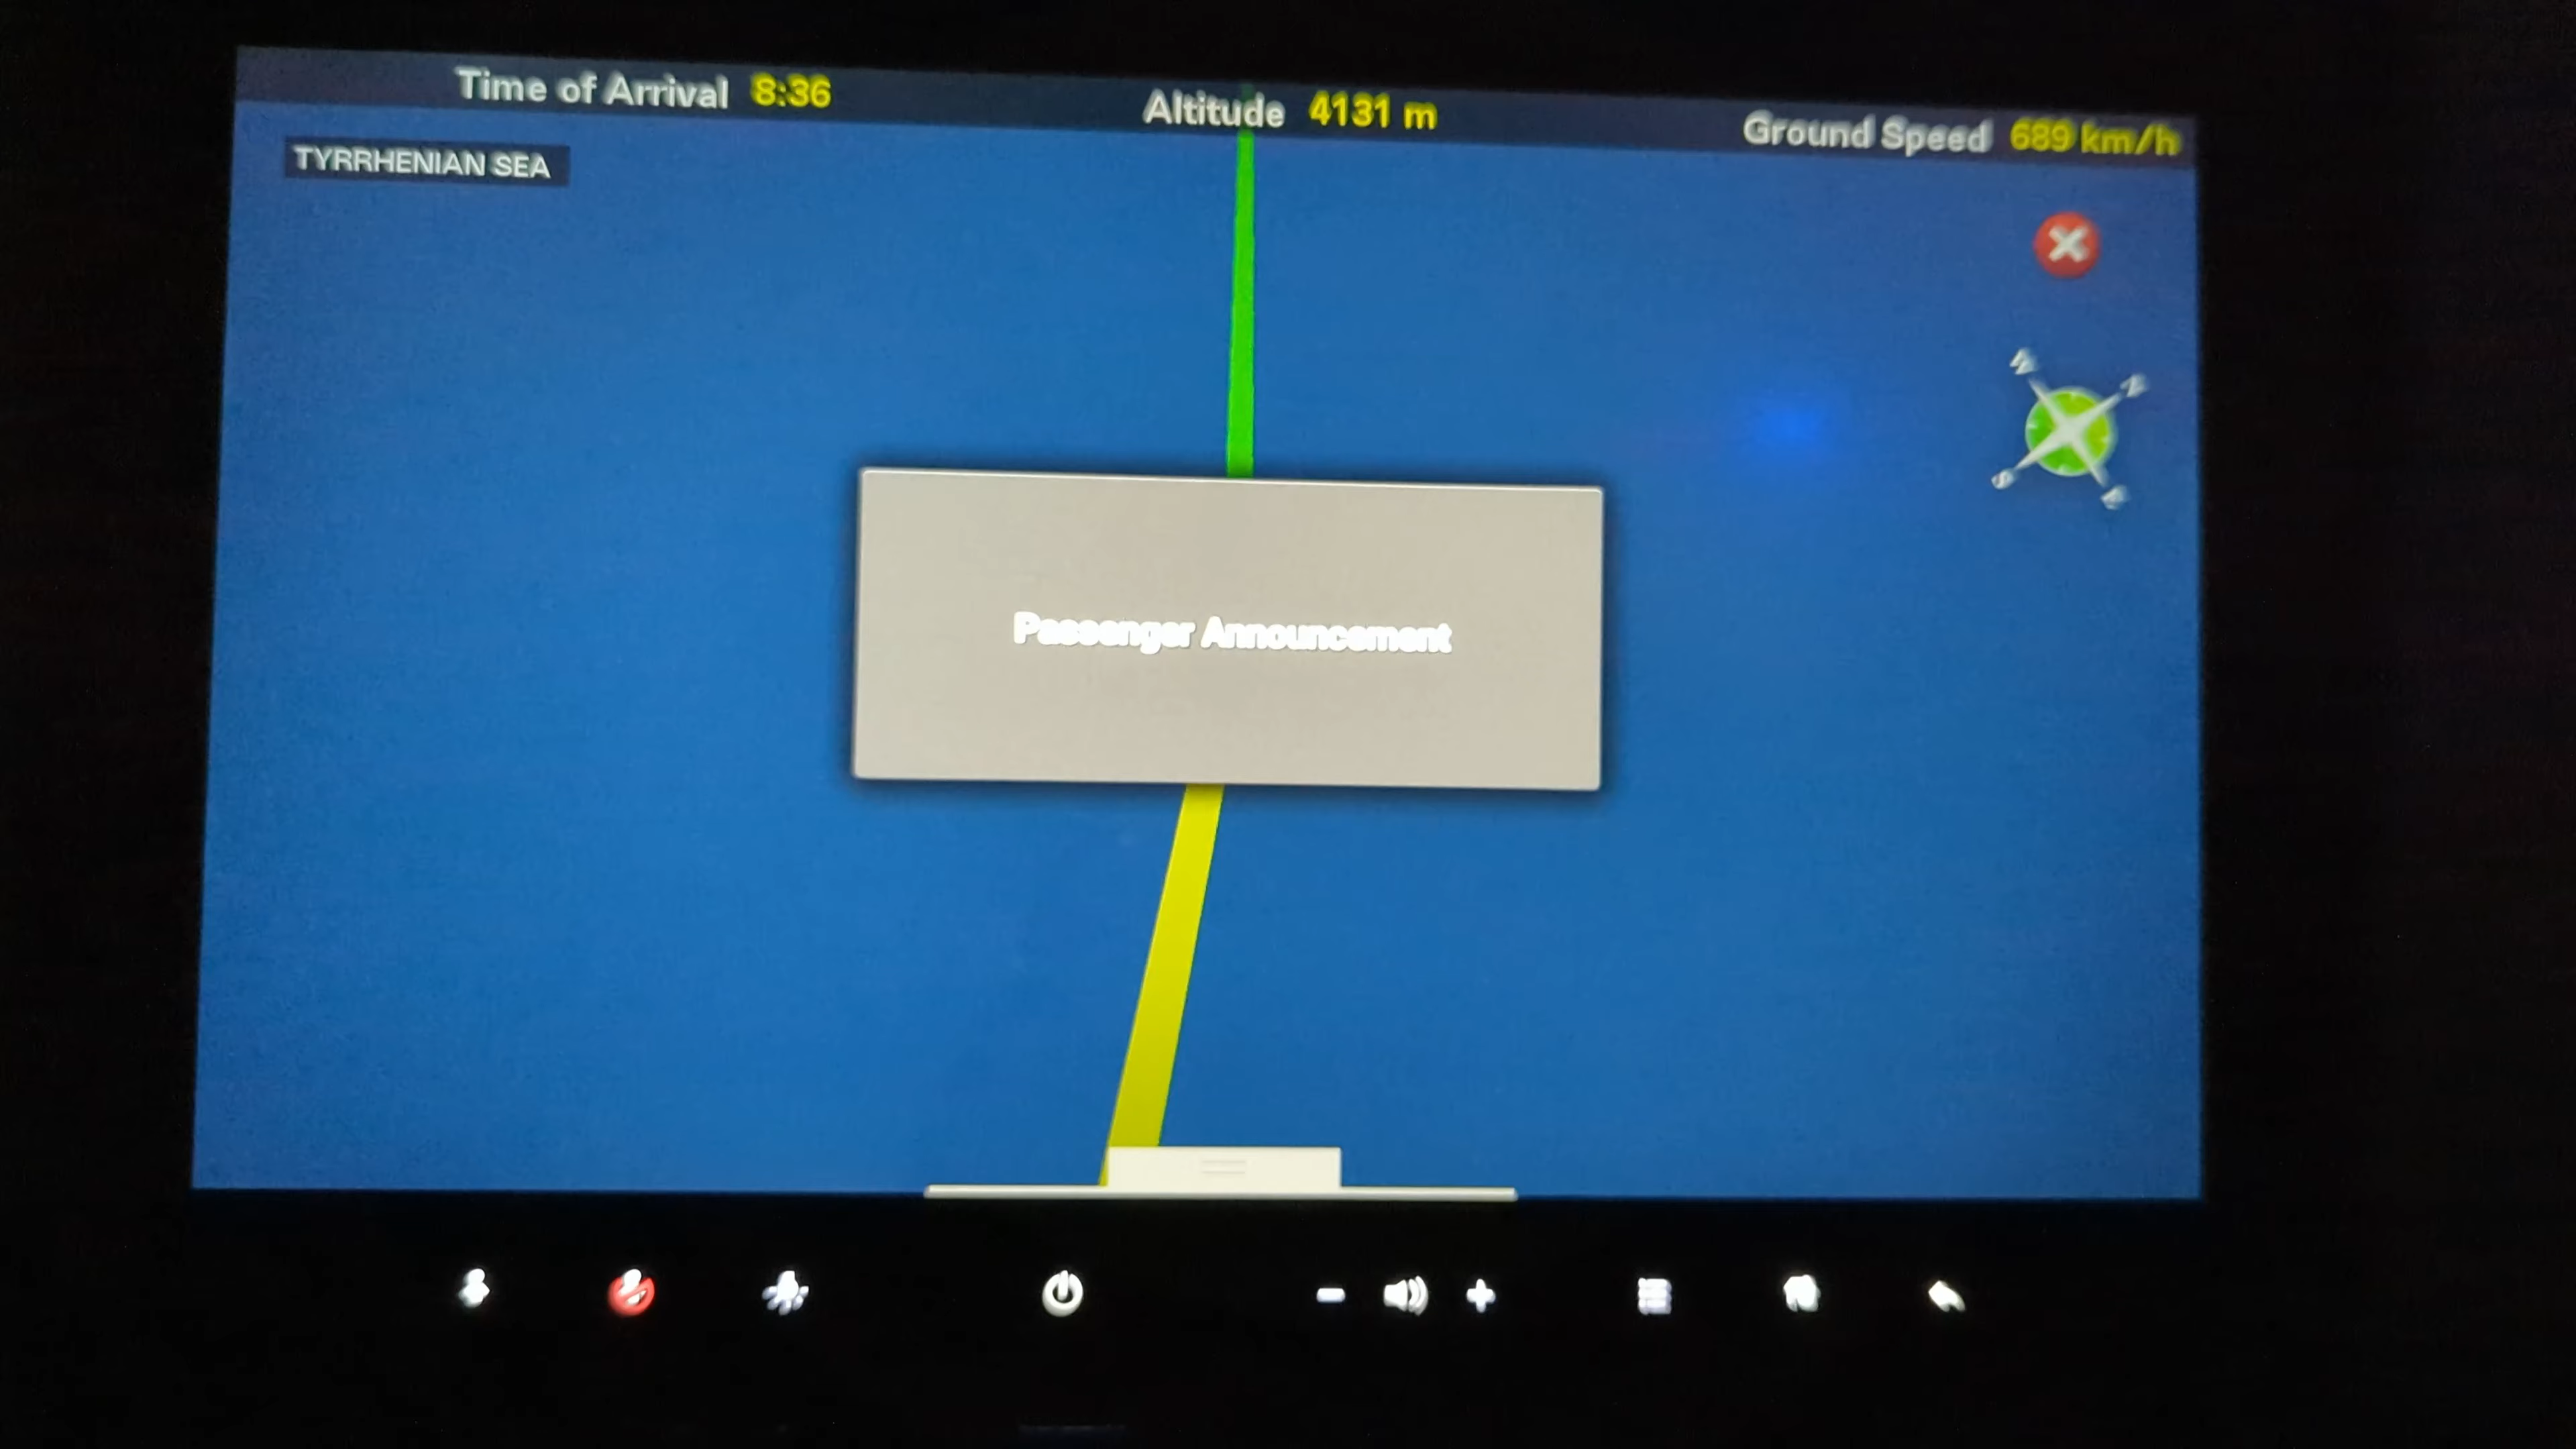 Time of Arrival 8:36
Altitude 4131 m
Ground Speed 689 km/h
TYRRHENIAN SEA
Passenger Announcement